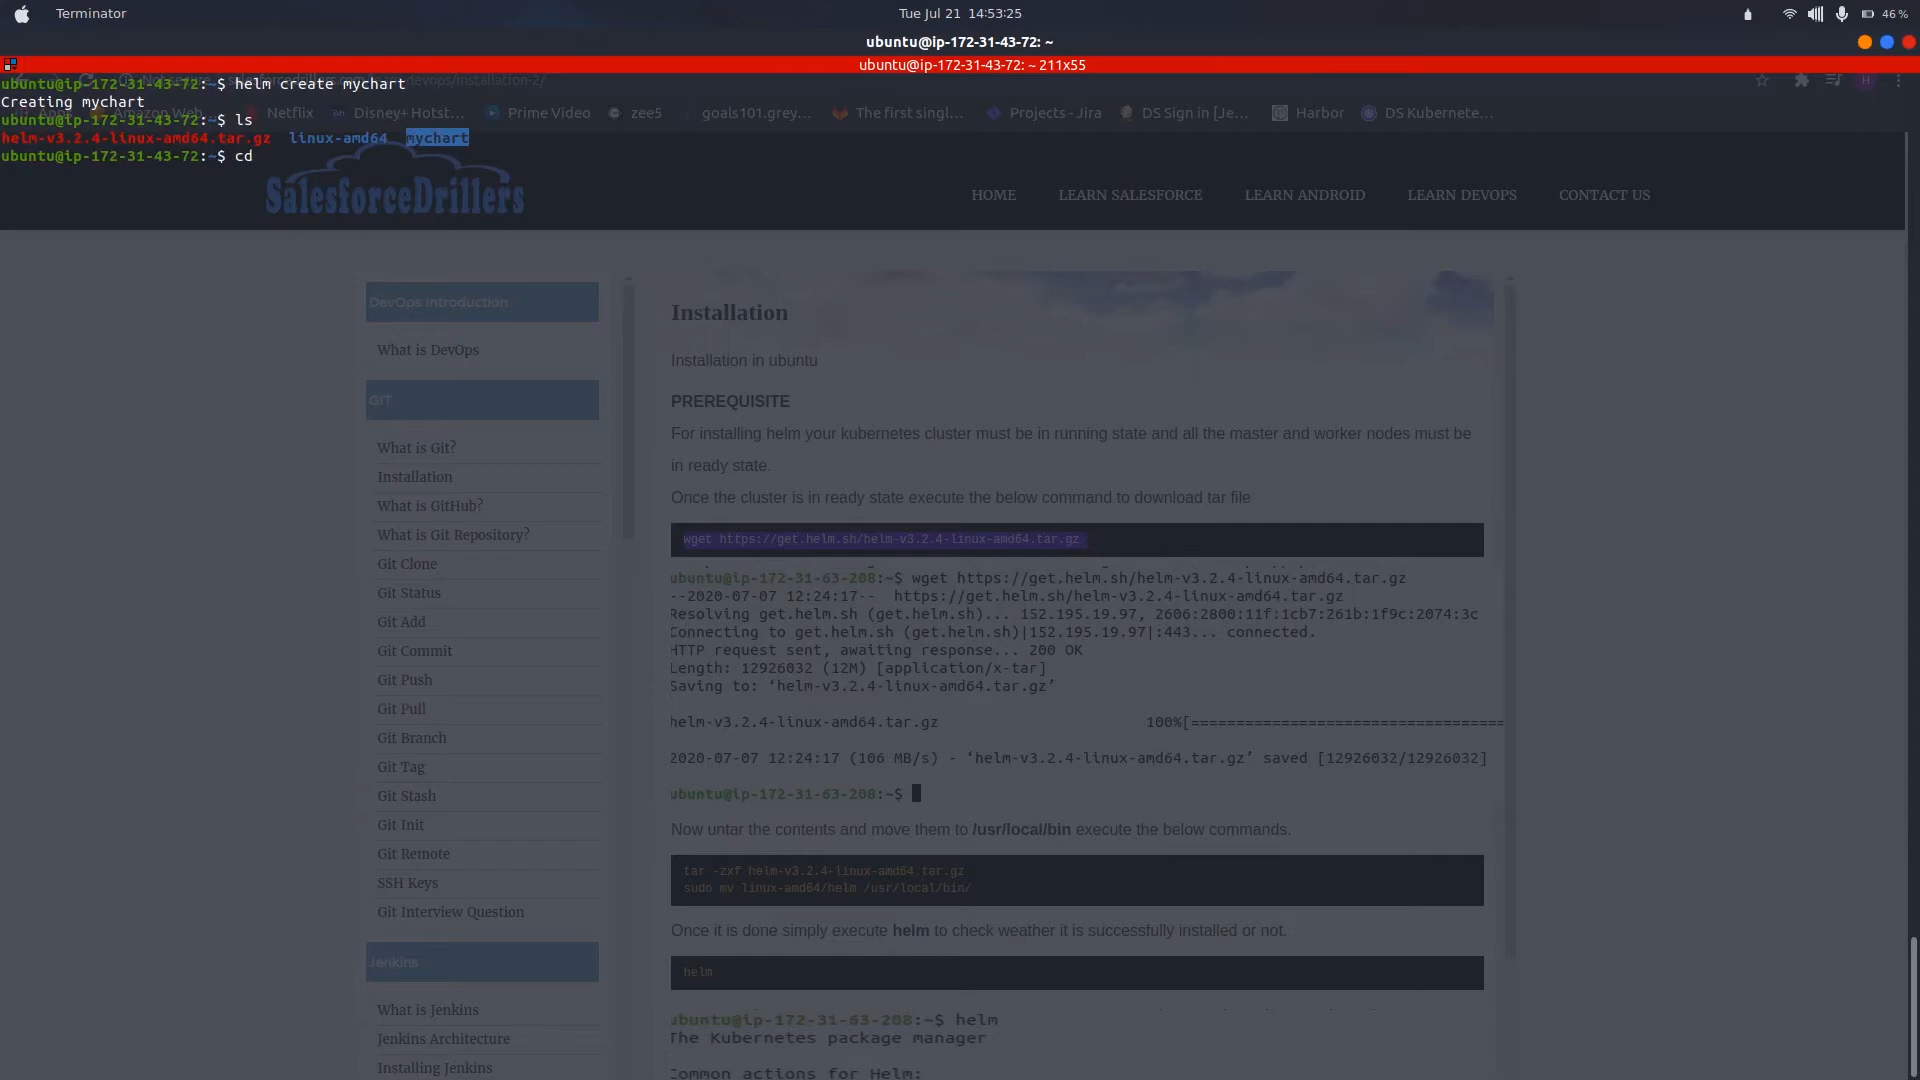 Terminator
Tue Jul 21 14:53:25
46 %
ubuntu@ip-172-31-43-72: ~
ubuntu@ip-172-31-43-72: ~ 211x55
ubuntu@ip-172-31-43-72:~$ helm create mychart
devops/installation-2/
Creating mychart
Amazon Web...
Netflix
Disney+ Hotst...
Prime Video
zee5
goals101.grey...
The first singl...
Projects - Jira
DS Sign in [Je...
Harbor
DS Kubernete...
ubuntu@ip-172-31-43-72:~$ ls
helm-v3.2.4-linux-amd64.tar.gz linux-amd64 mychart
ubuntu@ip-172-31-43-72:~$ cd
SalesforceDrillers
HOME
LEARN SALESFORCE
LEARN ANDROID
LEARN DEVOPS
CONTACT US
DevOps Introduction
What is DevOps
GIT
What is Git?
Installation
What is GitHub?
What is Git Repository?
Git Clone
Git Status
Git Add
Git Commit
Git Push
Git Pull
Git Branch
Git Tag
Git Stash
Git Init
Git Remote
SSH Keys
Git Interview Question
Jenkins
What is Jenkins
Jenkins Architecture
Installing Jenkins
Installation
Installation in ubuntu
PREREQUISITE
For installing helm your kubernetes cluster must be in running state and all the master and worker nodes must be
in ready state.
Once the cluster is in ready state execute the below command to download tar file
wget https://get.helm.sh/helm-v3.2.4-linux-amd64.tar.gz
ubuntu@ip-172-31-63-208:~$ wget https://get.helm.sh/helm-v3.2.4-linux-amd64.tar.gz
--2020-07-07 12:24:17-- https://get.helm.sh/helm-v3.2.4-linux-amd64.tar.gz
Resolving get.helm.sh (get.helm.sh)... 152.195.19.97, 2606:2800:11f:1cb7:261b:1f9c:2074:3c
Connecting to get.helm.sh (get.helm.sh)|152.195.19.97|:443... connected.
HTTP request sent, awaiting response... 200 OK
Length: 12926032 (12M) [application/x-tar]
Saving to: ‘helm-v3.2.4-linux-amd64.tar.gz’
helm-v3.2.4-linux-amd64.tar.gz 100%[===================================
2020-07-07 12:24:17 (106 MB/s) - ‘helm-v3.2.4-linux-amd64.tar.gz’ saved [12926032/12926032]
ubuntu@ip-172-31-63-208:~$
Now untar the contents and move them to /usr/local/bin execute the below commands.
tar -zxf helm-v3.2.4-linux-amd64.tar.gz
sudo mv linux-amd64/helm /usr/local/bin/
Once it is done simply execute helm to check weather it is successfully installed or not.
helm
ubuntu@ip-172-31-63-208:~$ helm
The Kubernetes package manager
Common actions for Helm: